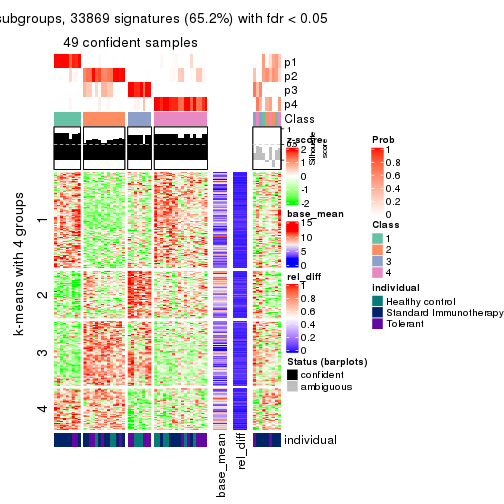 subgroups, 33869 signatures (65.2%) with fdr < 0.05
49 confident samples
p1
p2
p3
p4
Class
1
0.5
Silhouette
score
k-means with 4 groups
1
2
3
4
individual
base_mean
rel_diff
z-score
2
1
0
-1
-2
base_mean
15
10
5
0
rel_diff
1
0.8
0.6
0.4
0.2
0
Status (barplots)
confident
ambiguous
Prob
1
0.8
0.6
0.4
0.2
0
Class
1
2
3
4
individual
Healthy control
Standard Immunotherapy
Tolerant